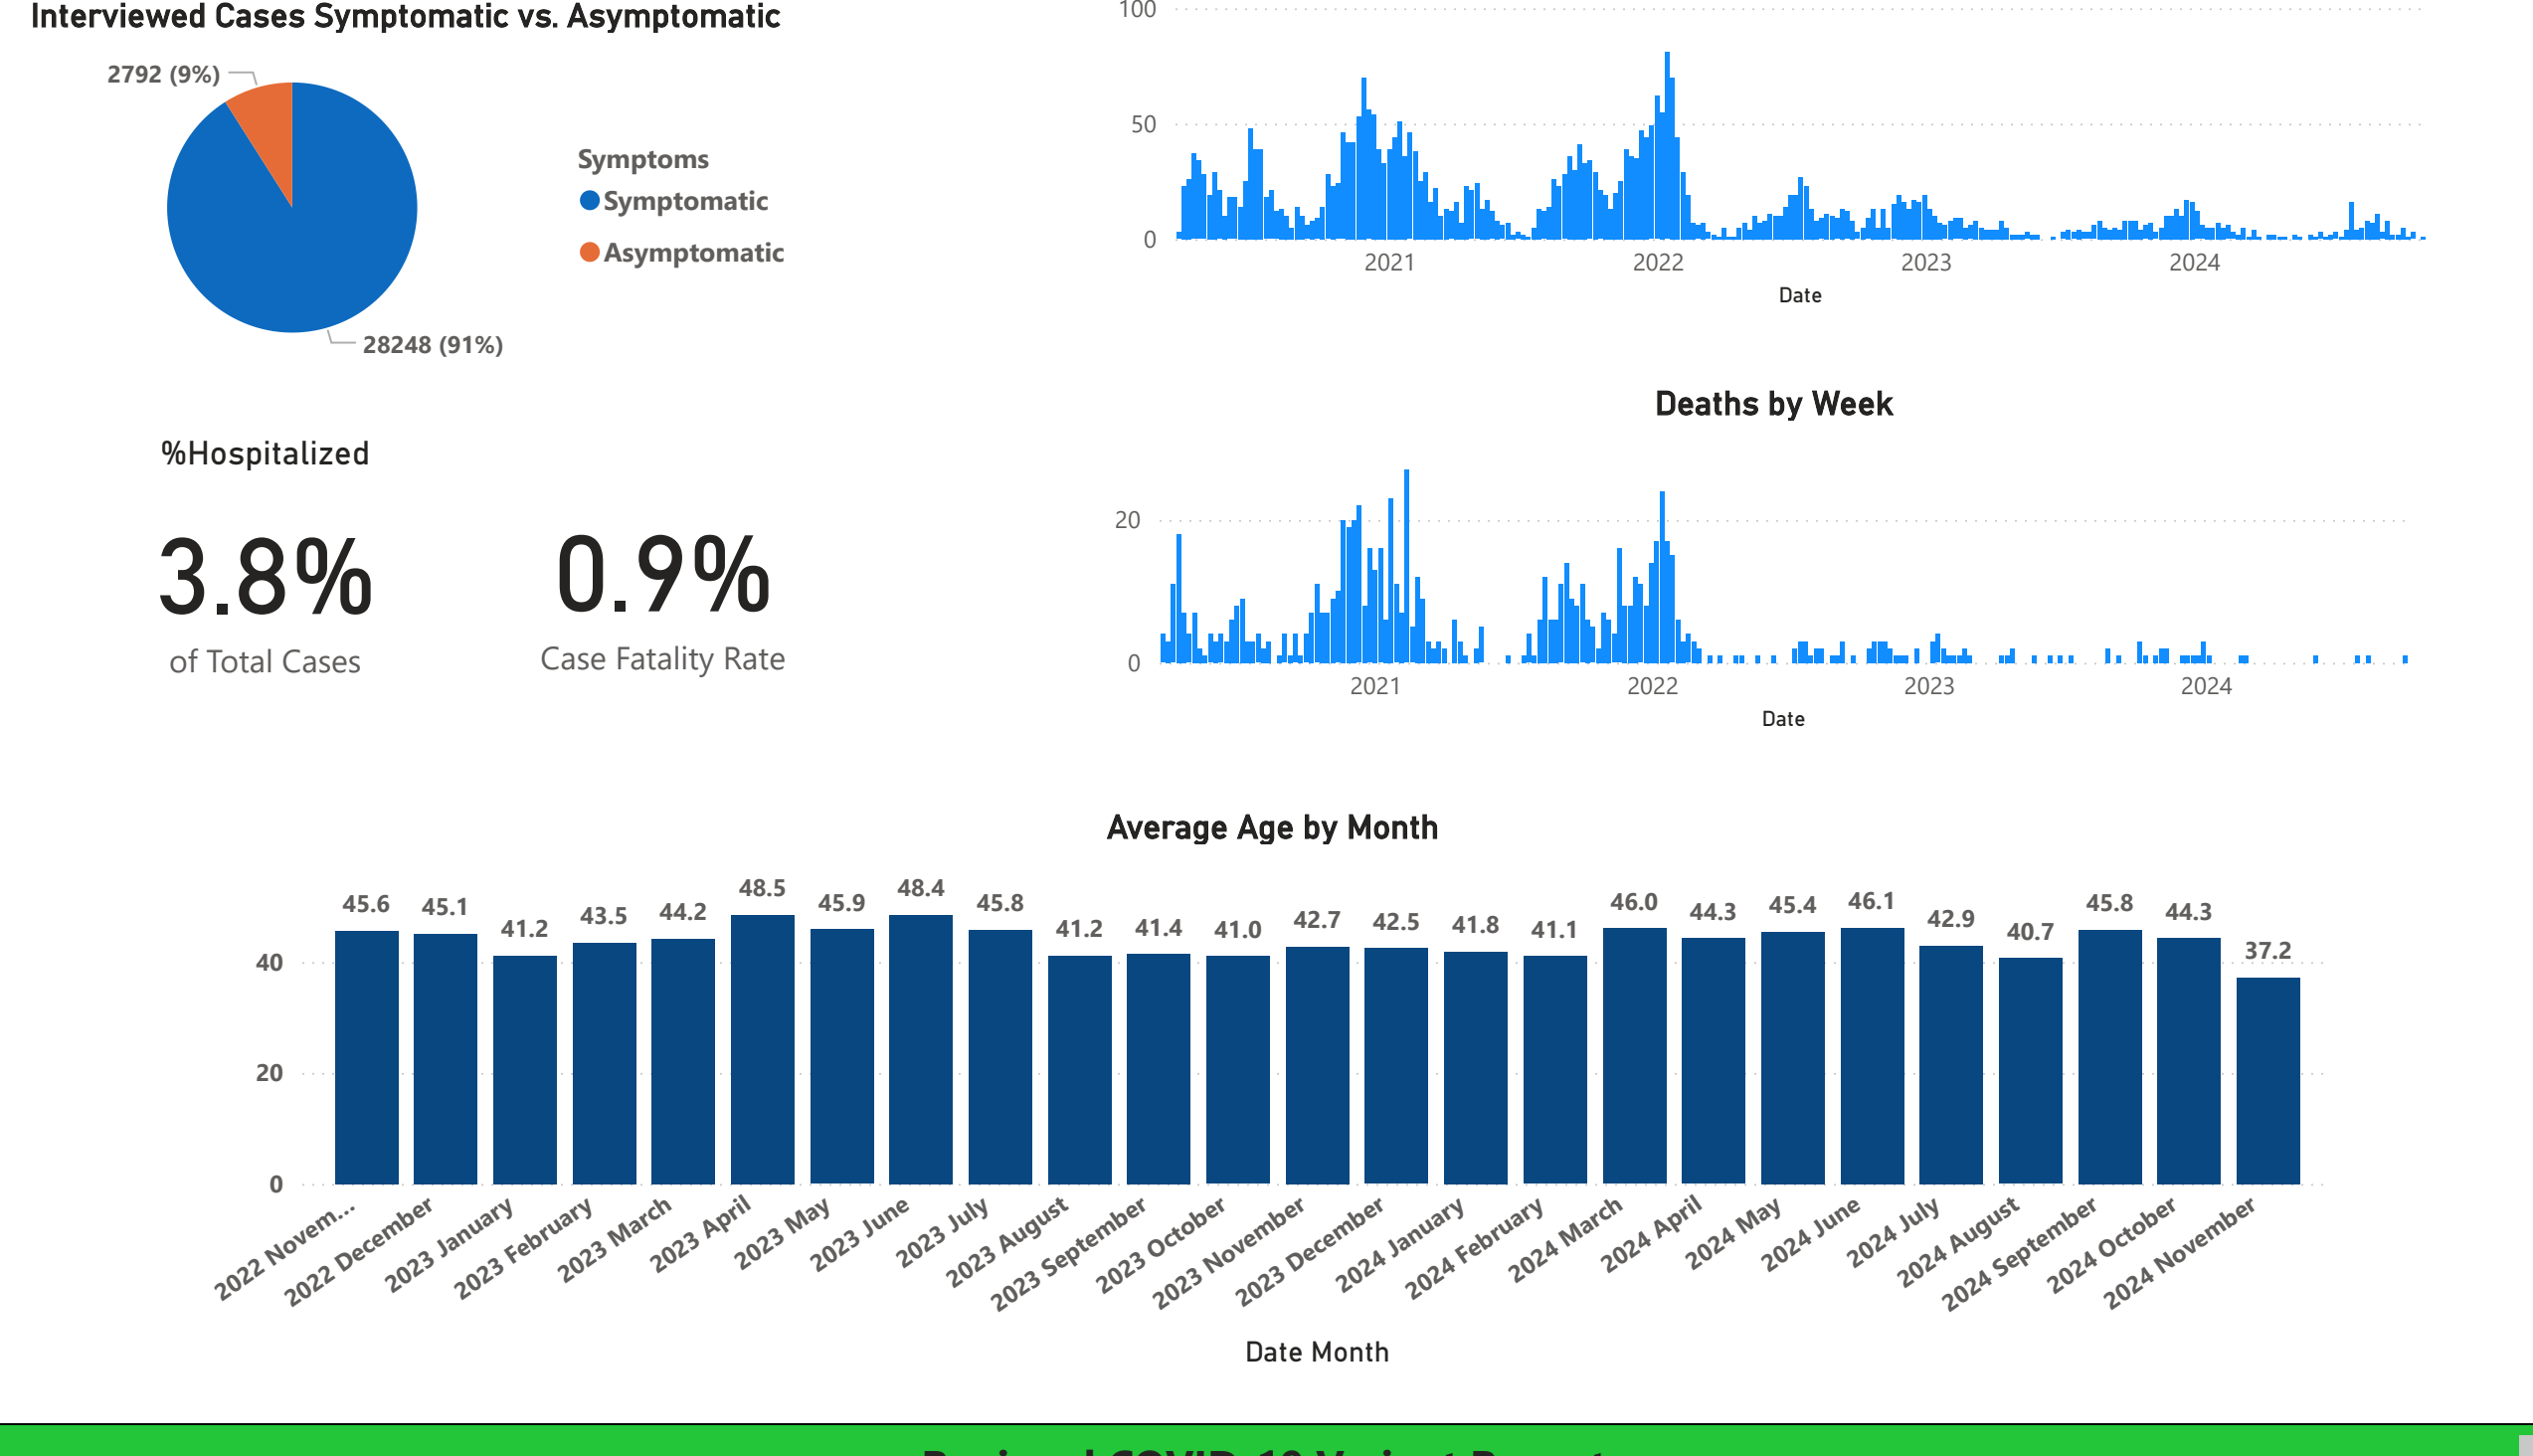 Interviewed Cases Symptomatic vs. Asymptomatic
2792 (9%)
28248 (91%)
Symptoms
Symptomatic
Asymptomatic
100
50
0
2021 2022 2023 2024
Date
%Hospitalized
3.8%
of Total Cases
0.9%
Case Fatality Rate
Deaths by Week
20
0
2021 2022 2023 2024
Date
Average Age by Month
45.6 45.1 41.2 43.5 44.2 48.5 45.9 48.4 45.8 41.2 41.4 41.0 42.7 42.5 41.8 41.1 46.0 44.3 45.4 46.1 42.9 40.7 45.8 44.3 37.2
40
20
0
2022 Novem...
2022 December
2023 January
2023 February
2023 March
2023 April
2023 May
2023 June
2023 July
2023 August
2023 September
2023 October
2023 November
2023 December
2024 January
2024 February
2024 March
2024 April
2024 May
2024 June
2024 July
2024 August
2024 September
2024 October
2024 November
Date Month